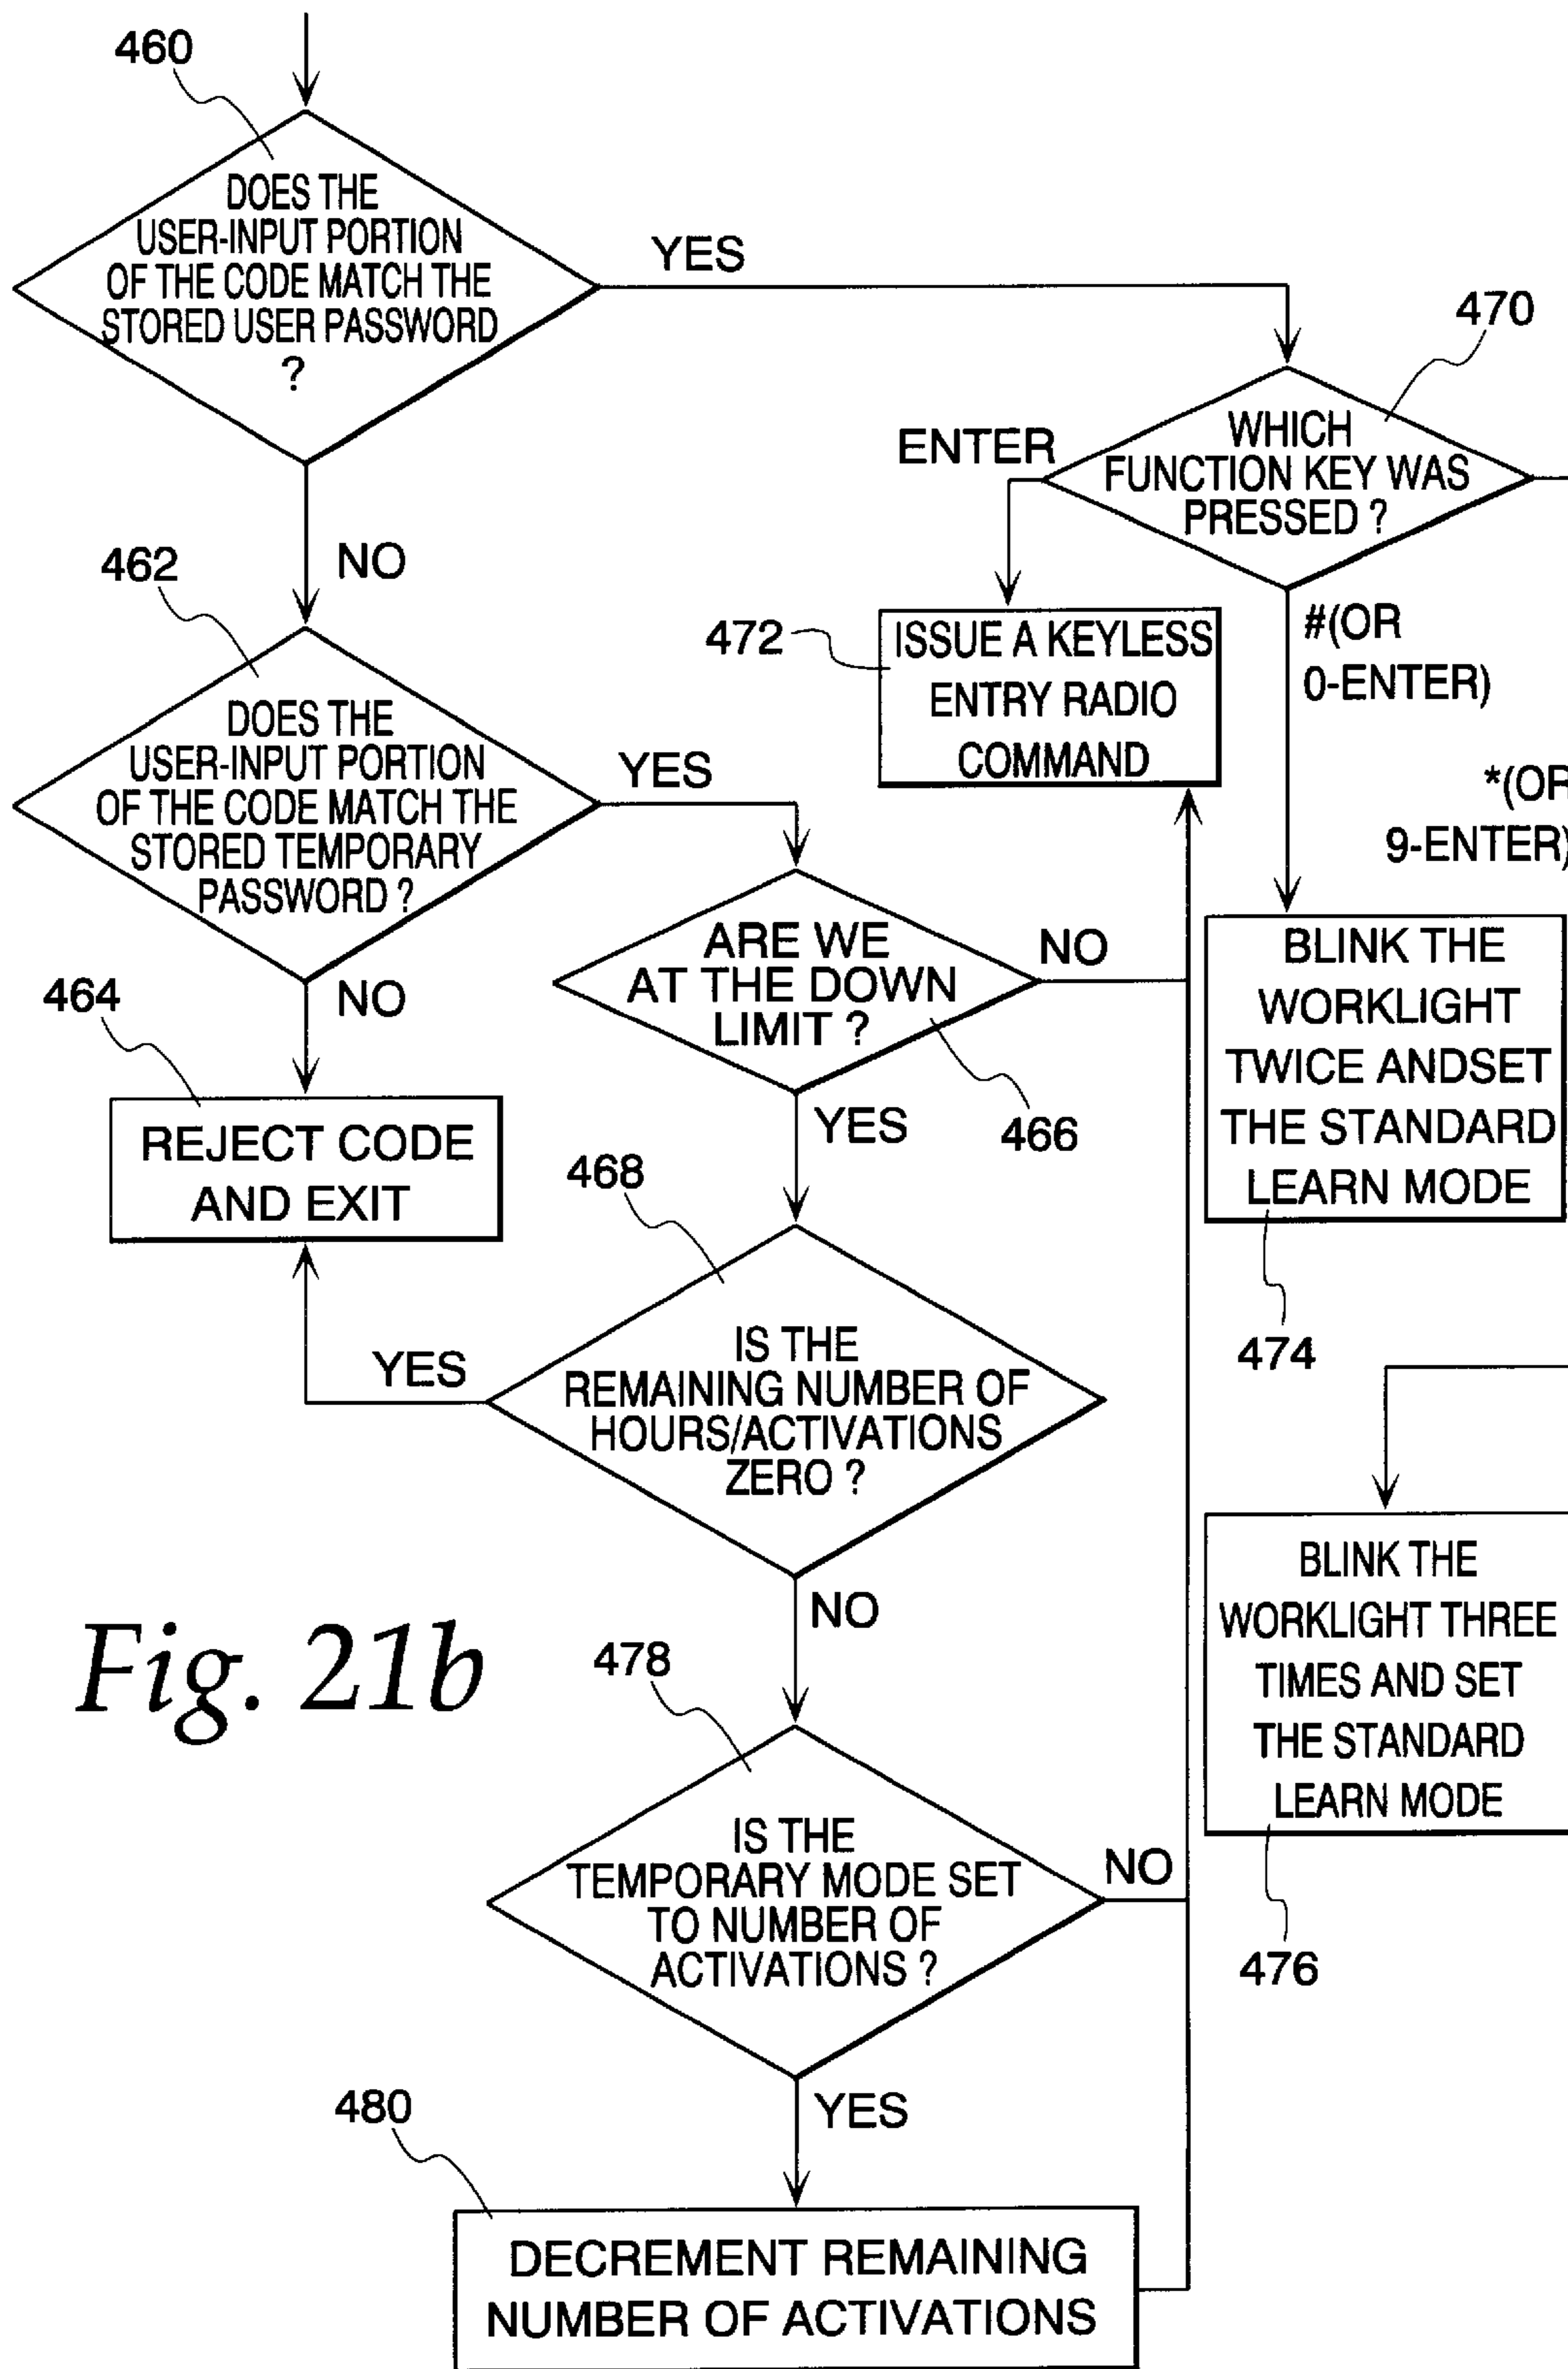 460
DOES THE
USER-INPUT PORTION
OF THE CODE MATCH THE
STORED USER PASSWORD
?
YES
NO
470
WHICH
FUNCTION KEY WAS
PRESSED ?
ENTER
#(OR
0-ENTER)
*(OR
9-ENTER)
472
ISSUE A KEYLESS
ENTRY RADIO
COMMAND
462
DOES THE
USER-INPUT PORTION
OF THE CODE MATCH THE
STORED TEMPORARY
PASSWORD ?
YES
NO
464
REJECT CODE
AND EXIT
ARE WE
AT THE DOWN
LIMIT ?
NO
YES
466
BLINK THE
WORKLIGHT
TWICE ANDSET
THE STANDARD
LEARN MODE
474
468
IS THE
REMAINING NUMBER OF
HOURS/ACTIVATIONS
ZERO ?
YES
NO
BLINK THE
WORKLIGHT THREE
TIMES AND SET
THE STANDARD
LEARN MODE
476
Fig. 21b
478
IS THE
TEMPORARY MODE SET
TO NUMBER OF
ACTIVATIONS ?
NO
YES
480
DECREMENT REMAINING
NUMBER OF ACTIVATIONS